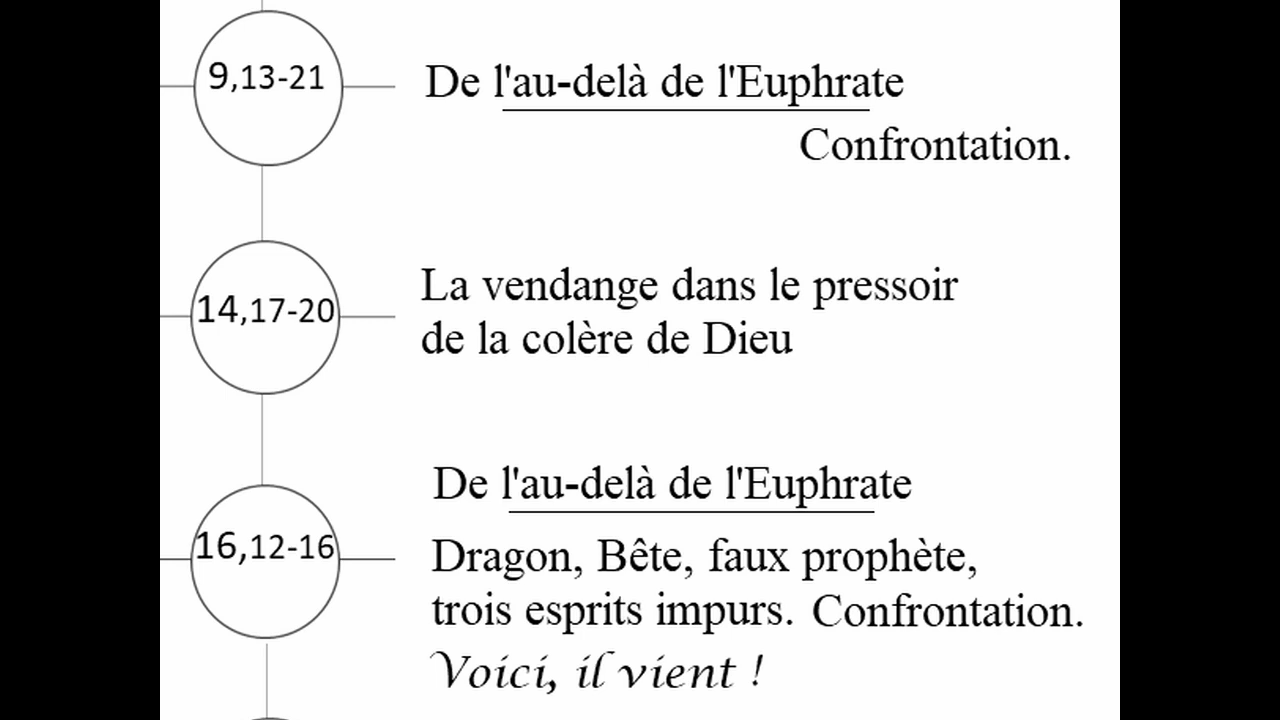 9,13-21
De l'au-delà de l'Euphrate
Confrontation.
14,17-20
La vendange dans le pressoir
de la colère de Dieu
De l'au-delà de l'Euphrate
16,12-16
Dragon, Bête, faux prophète,
trois esprits impurs. Confrontation.
Voici, il vient !